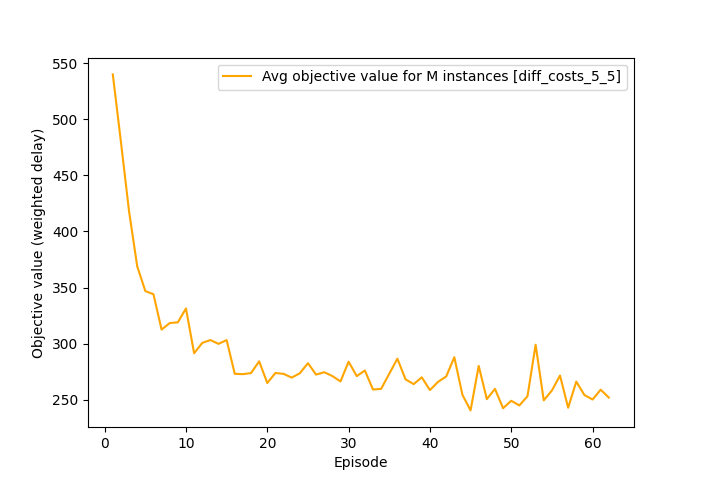 Avg objective value for M instances [diff_costs_5_5]
Objective value (weighted delay)
550
500
450
400
350
300
250
0 10 20 30 40 50 60
Episode